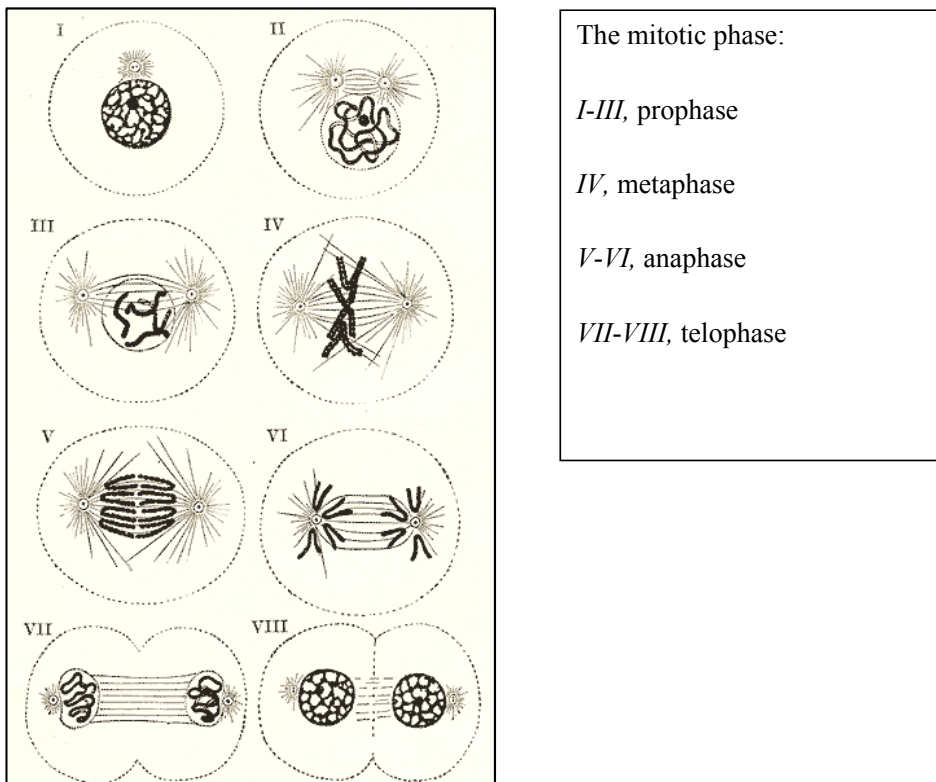 I
II
III
IV
V
VI
VII
VIII
The mitotic phase:
I-III, prophase
IV, metaphase
V-VI, anaphase
VII-VIII, telophase